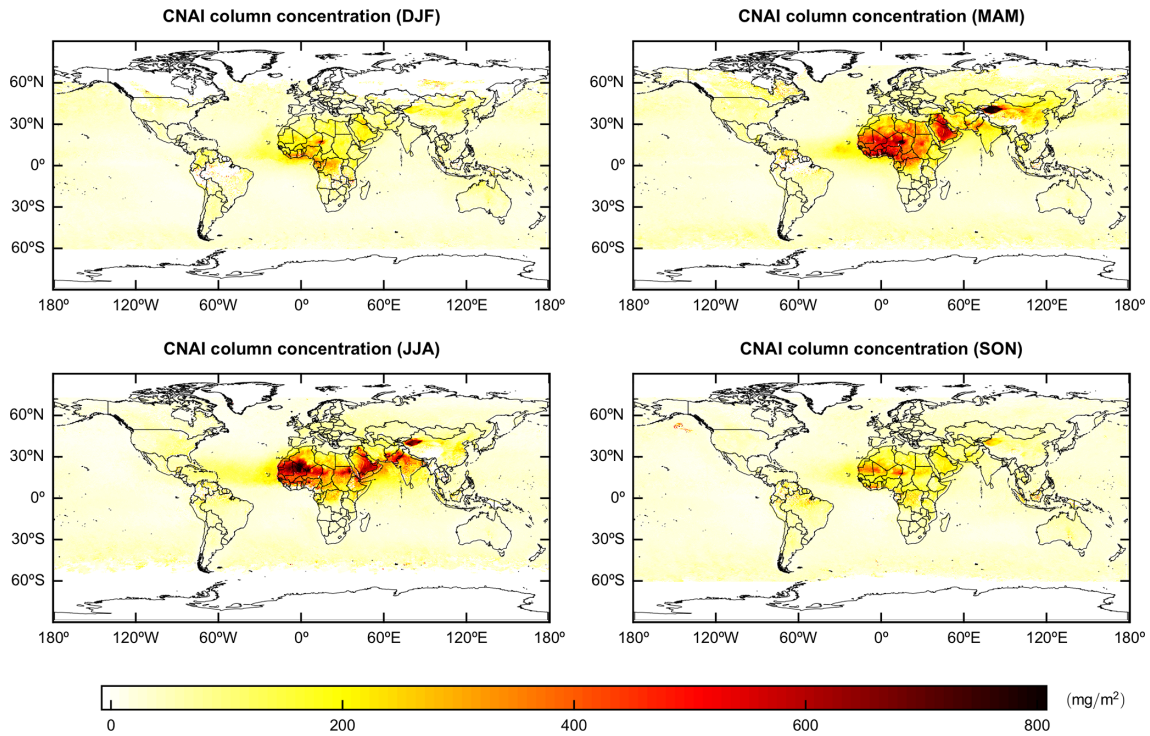 CNAI column concentration (DJF)
CNAI column concentration (MAM)
60ºN
30ºN
0º
30ºS
60ºS
180º 120ºW 60ºW 0º 60ºE 120ºE 180º
60ºN
30ºN
0º
30ºS
60ºS
180º 120ºW 60ºW 0º 60ºE 120ºE 180º
CNAI column concentration (JJA)
CNAI column concentration (SON)
60ºN
30ºN
0º
30ºS
60ºS
180º 120ºW 60ºW 0º 60ºE 120ºE 180º
60ºN
30ºN
0º
30ºS
60ºS
180º 120ºW 60ºW 0º 60ºE 120ºE 180º
0 200 400 600 800 (mg/m²)